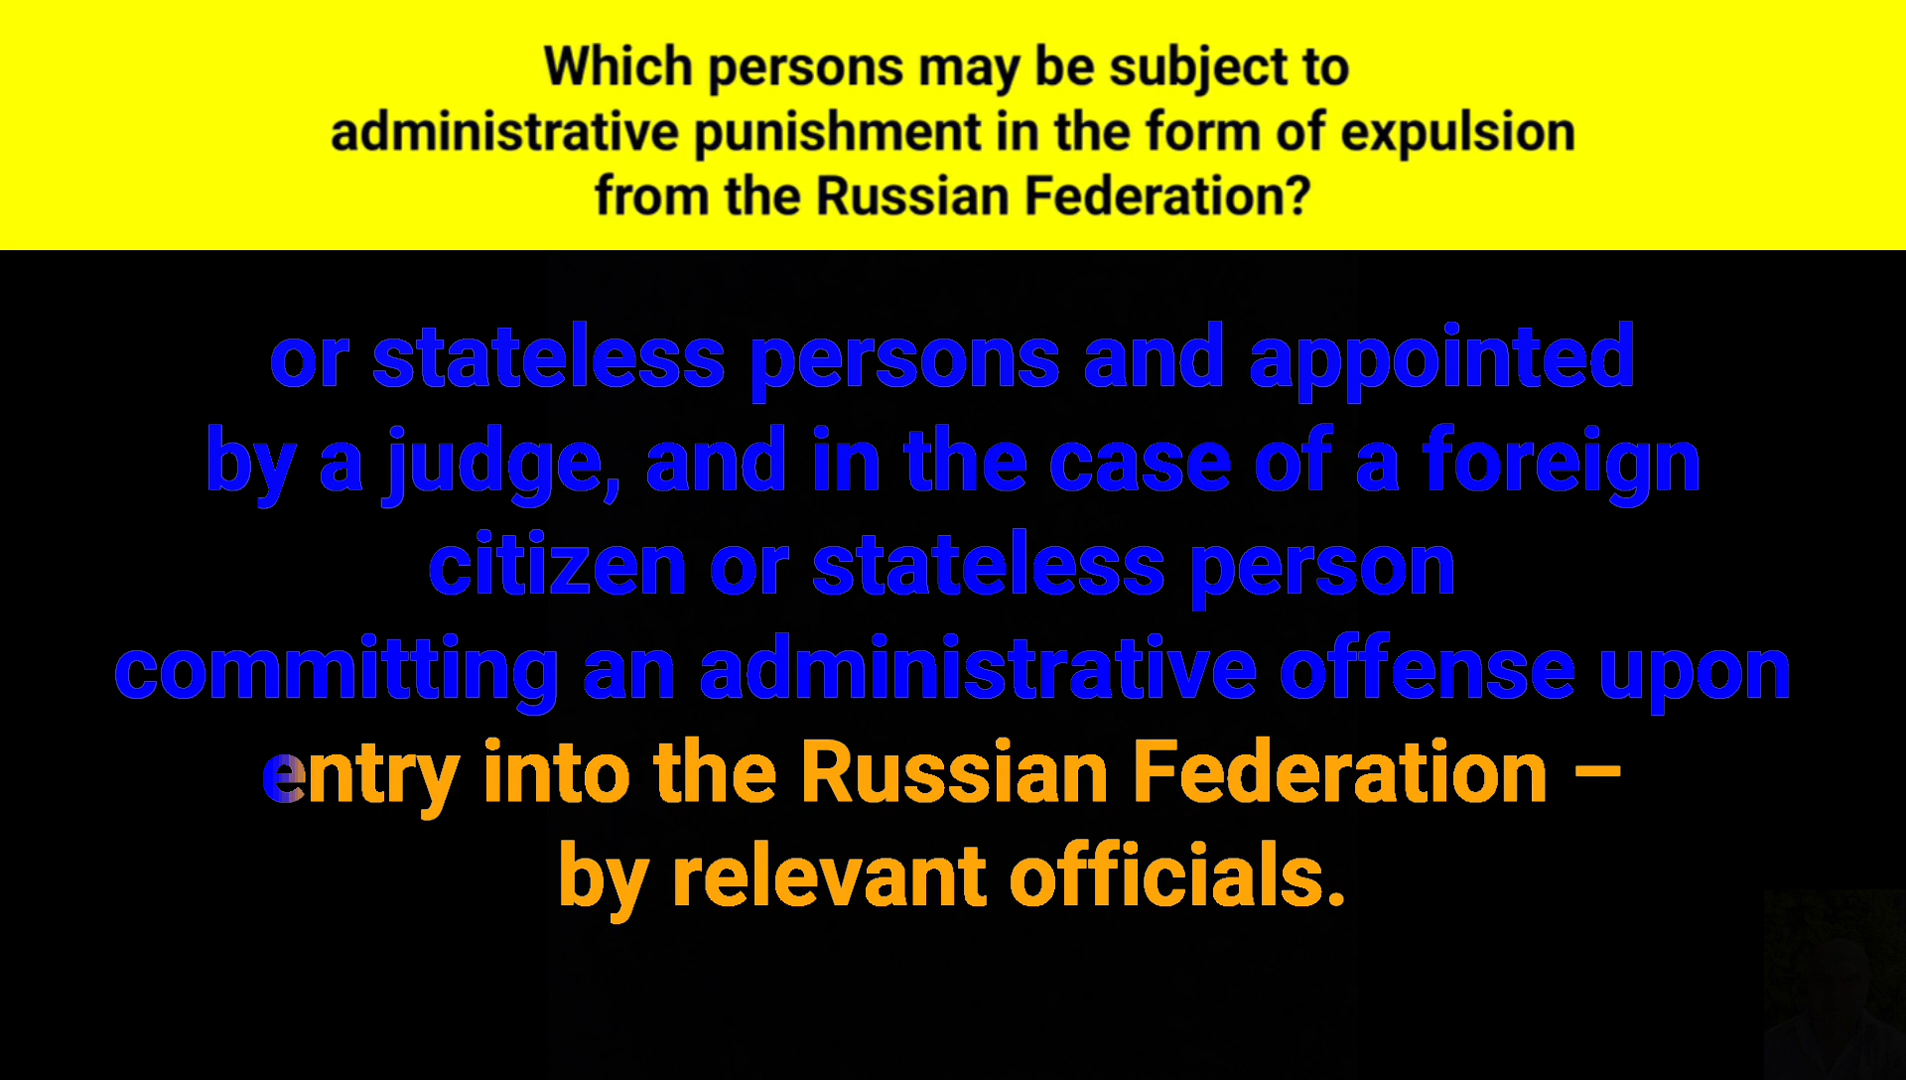 Which persons may be subject to
administrative punishment in the form of expulsion
from the Russian Federation?
or stateless persons and appointed
by a judge, and in the case of a foreign
citizen or stateless person
committing an administrative offense upon
entry into the Russian Federation –
by relevant officials.